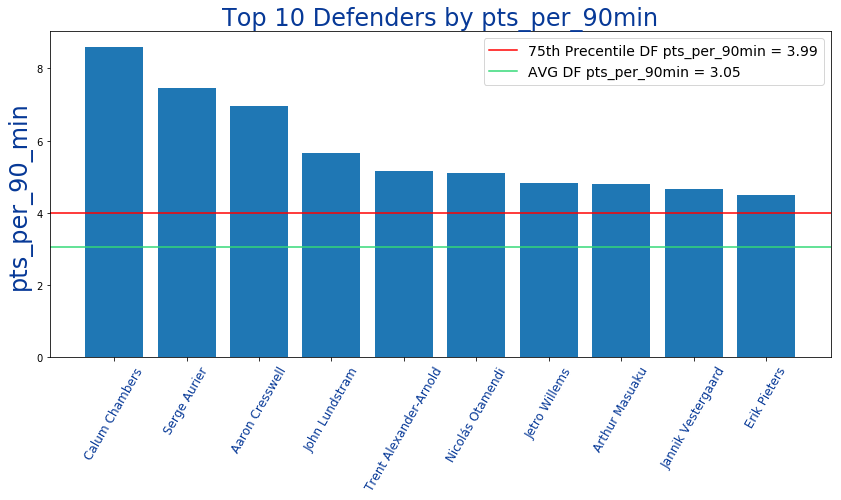 Top 10 Defenders by pts_per_90min
75th Precentile DF pts_per_90min = 3.99
AVG DF pts_per_90min = 3.05
pts_per_90_min
8
6
4
2
0
Calum Chambers
Serge Aurier
Aaron Cresswell
John Lundstram
Trent Alexander-Arnold
Nicolás Otamendi
Jetro Willems
Arthur Masuaku
Jannik Vestergaard
Erik Pieters